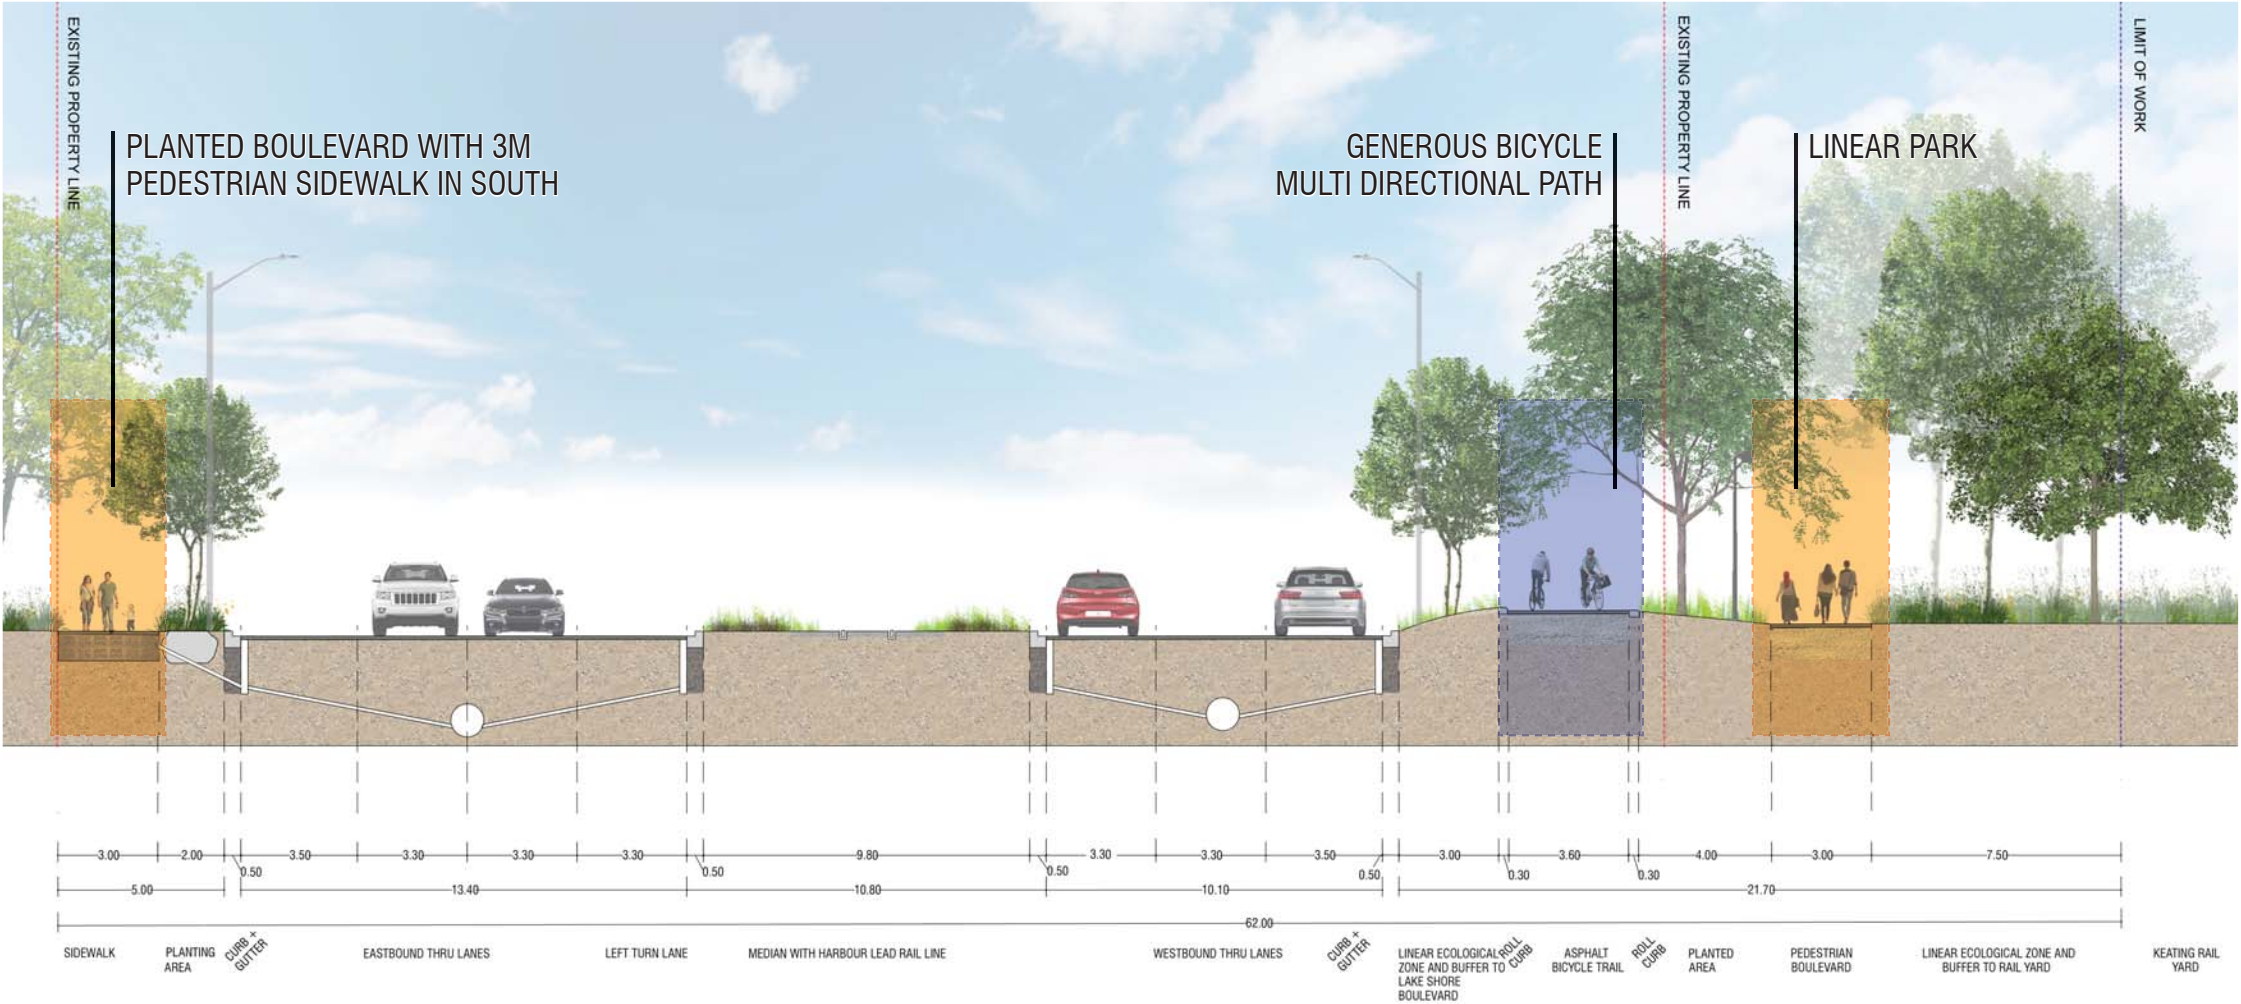 EXISTING PROPERTY LINE
PLANTED BOULEVARD WITH 3M
PEDESTRIAN SIDEWALK IN SOUTH
GENEROUS BICYCLE
MULTI DIRECTIONAL PATH
EXISTING PROPERTY LINE
LINEAR PARK
LIMIT OF WORK
3.00 2.00 3.50 3.30 3.30 3.30 9.80 3.30 3.30 3.50 3.00 3.60 4.00 3.00 7.50
0.50 0.50 0.50 0.50 0.30 0.30
5.00 13.40 10.80 10.10 21.70
62.00
SIDEWALK
PLANTING
AREA
CURB +
GUTTER
EASTBOUND THRU LANES
LEFT TURN LANE
MEDIAN WITH HARBOUR LEAD RAIL LINE
WESTBOUND THRU LANES
CURB +
GUTTER
LINEAR ECOLOGICAL
ZONE AND BUFFER TO
LAKE SHORE
BOULEVARD
ROLL
CURB
ASPHALT
BICYCLE TRAIL
ROLL
CURB
PLANTED
AREA
PEDESTRIAN
BOULEVARD
LINEAR ECOLOGICAL ZONE AND
BUFFER TO RAIL YARD
KEATING RAIL
YARD